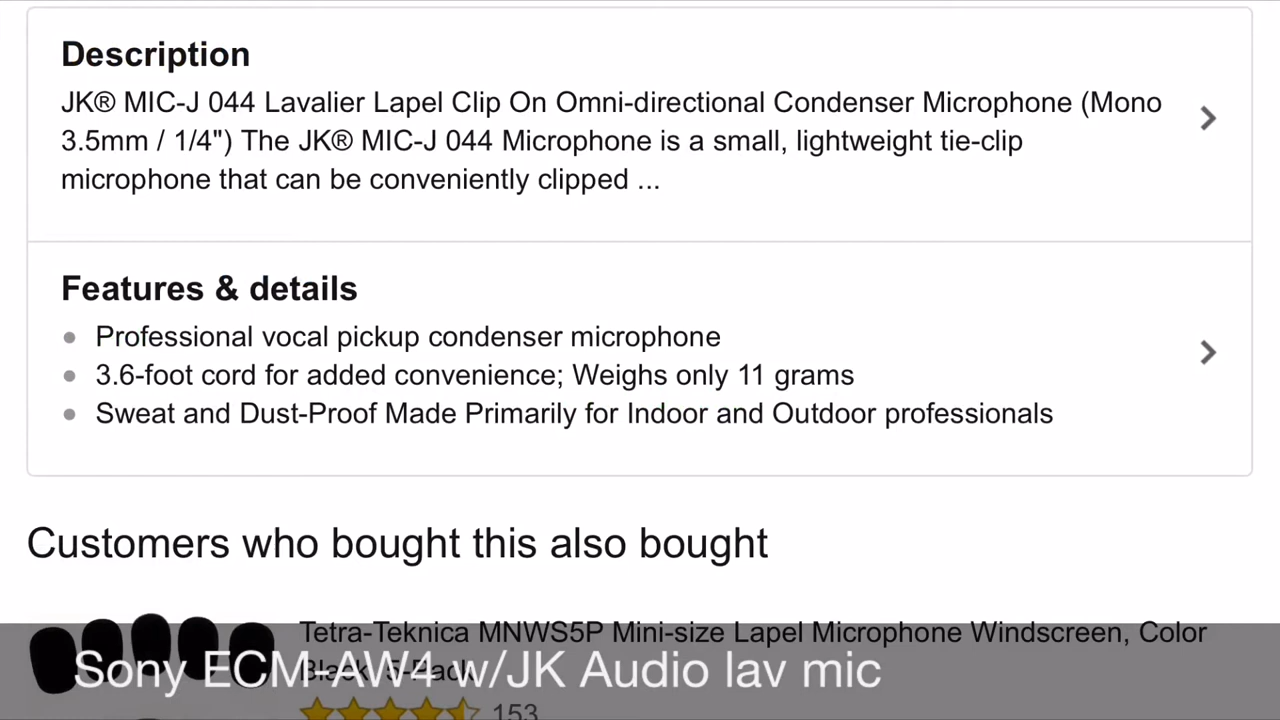 Description
JK® MIC-J 044 Lavalier Lapel Clip On Omni-directional Condenser Microphone (Mono
3.5mm / 1/4") The JK® MIC-J 044 Microphone is a small, lightweight tie-clip
microphone that can be conveniently clipped ...
Features & details
Professional vocal pickup condenser microphone
3.6-foot cord for added convenience; Weighs only 11 grams
Sweat and Dust-Proof Made Primarily for Indoor and Outdoor professionals
Customers who bought this also bought
Tetra-Teknica MNWS5P Mini-size Lapel Microphone Windscreen, Color
Black, 5-Pack
Sony ECM-AW4 w/JK Audio lav mic
153